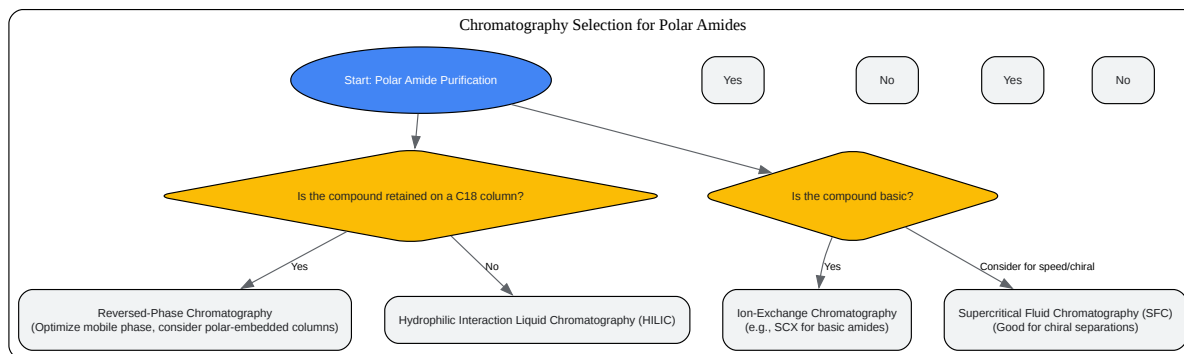 Chromatography Selection for Polar Amides
Start: Polar Amide Purification
Yes
No
Yes
No
Is the compound retained on a C18 column?
Is the compound basic?
Yes
No
Yes
Consider for speed/chiral
Reversed-Phase Chromatography
(Optimize mobile phase, consider polar-embedded columns)
Hydrophilic Interaction Liquid Chromatography (HILIC)
Ion-Exchange Chromatography
(e.g., SCX for basic amides)
Supercritical Fluid Chromatography (SFC)
(Good for chiral separations)